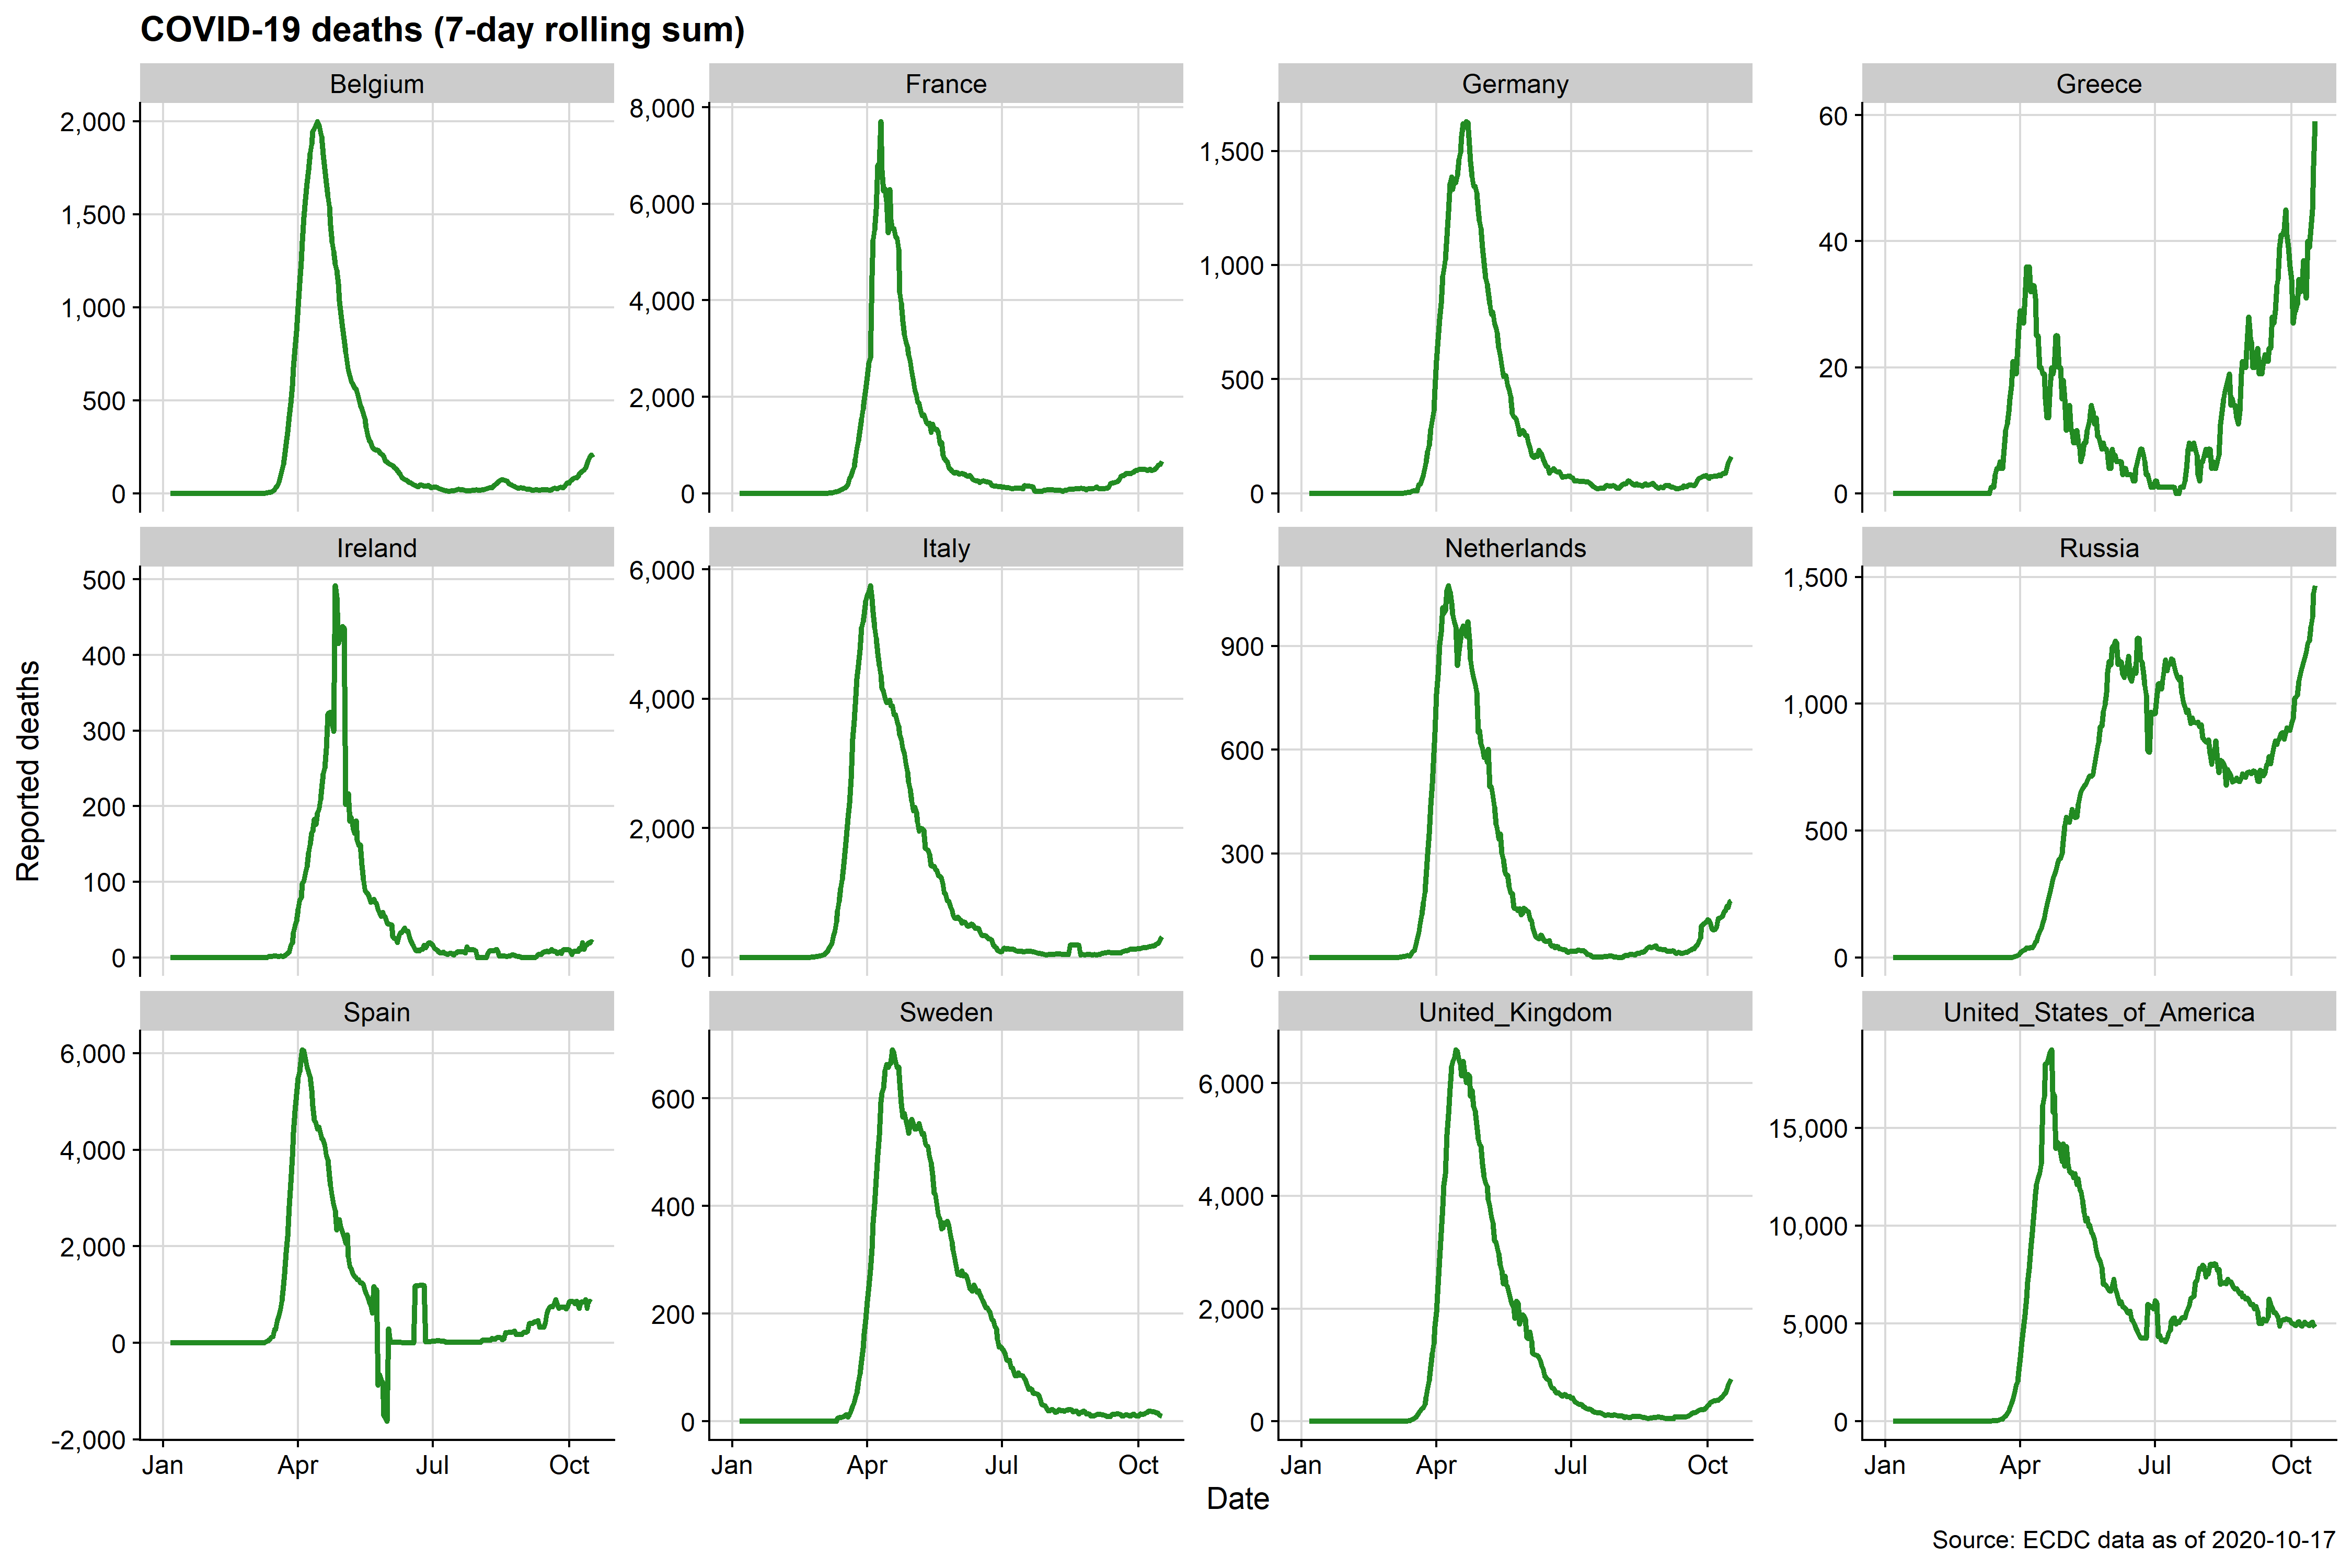 COVID-19 deaths (7-day rolling sum)
Belgium
France
Germany
Greece
2,000
1,500
1,000
500
0
8,000
6,000
4,000
2,000
0
1,500
1,000
500
0
60
40
20
0
Ireland
Italy
Netherlands
Russia
500
400
300
200
100
0
6,000
4,000
2,000
0
900
600
300
0
1,500
1,000
500
0
Spain
Sweden
United_Kingdom
United_States_of_America
6,000
4,000
2,000
0
-2,000
600
400
200
0
6,000
4,000
2,000
0
15,000
10,000
5,000
0
Jan Apr Jul Oct
Jan Apr Jul Oct
Jan Apr Jul Oct
Jan Apr Jul Oct
Reported deaths
Date
Source: ECDC data as of 2020-10-17